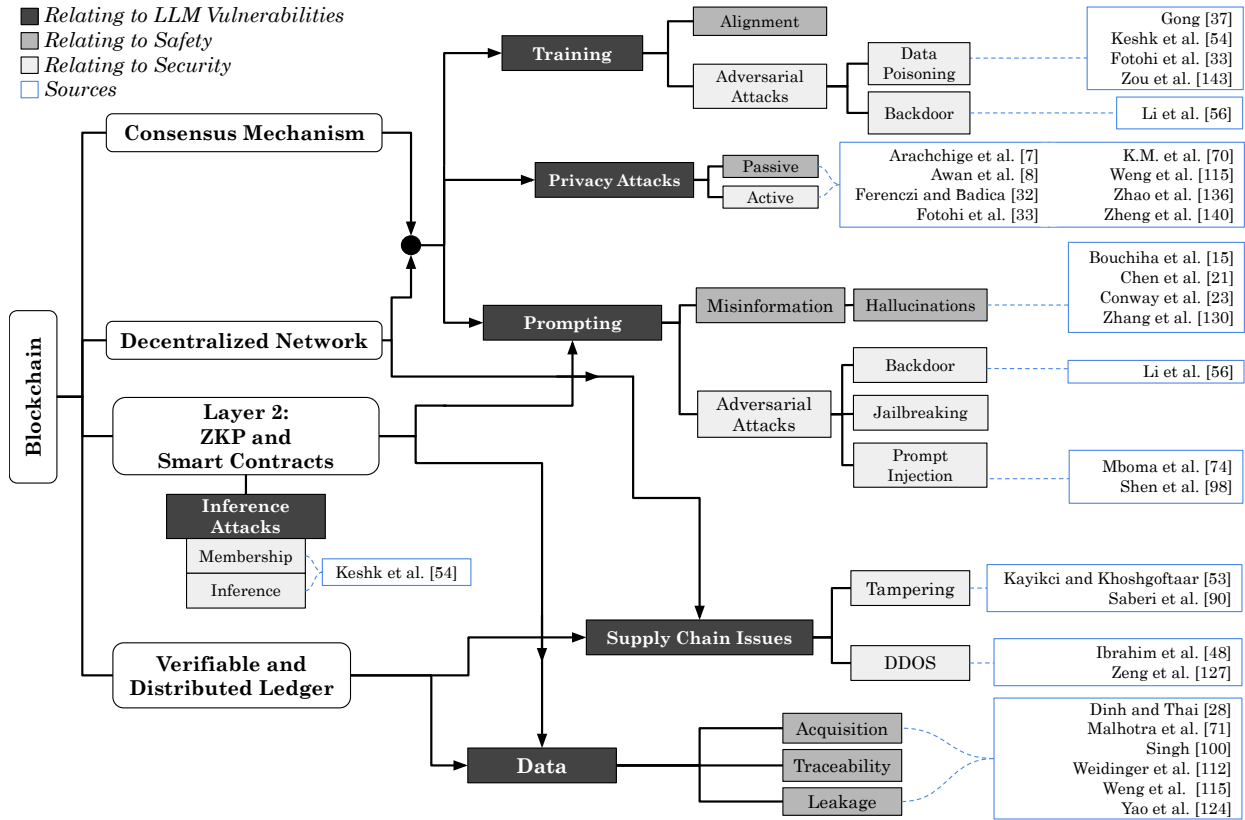 Relating to LLM Vulnerabilities
Relating to Safety
Relating to Security
Sources
Blockchain
Consensus Mechanism
Decentralized Network
Layer 2:
ZKP and
Smart Contracts
Inference
Attacks
Membership
Inference
Keshk et al. [54]
Verifiable and
Distributed Ledger
Training
Alignment
Adversarial
Attacks
Data
Poisoning
Backdoor
Gong [37]
Keshk et al. [54]
Fotohi et al. [33]
Zou et al. [143]
Li et al. [56]
Privacy Attacks
Passive
Active
Arachchige et al. [7]
Awan et al. [8]
Ferenczi and Bădică [32]
Fotohi et al. [33]
K.M. et al. [70]
Weng et al. [115]
Zhao et al. [136]
Zheng et al. [140]
Prompting
Misinformation
Hallucinations
Bouchiha et al. [15]
Chen et al. [21]
Conway et al. [23]
Zhang et al. [130]
Adversarial
Attacks
Backdoor
Jailbreaking
Prompt
Injection
Li et al. [56]
Mboma et al. [74]
Shen et al. [98]
Supply Chain Issues
Tampering
DDOS
Kayikci and Khoshgoftaar [53]
Saberi et al. [90]
Ibrahim et al. [48]
Zeng et al. [127]
Data
Acquisition
Traceability
Leakage
Dinh and Thai [28]
Malhotra et al. [71]
Singh [100]
Weidinger et al. [112]
Weng et al. [115]
Yao et al. [124]